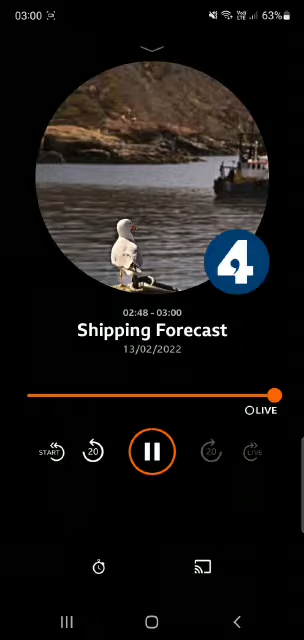 03:00 63%
4
02:48 - 03:00
Shipping Forecast
13/02/2022
LIVE
START 20 20 LIVE